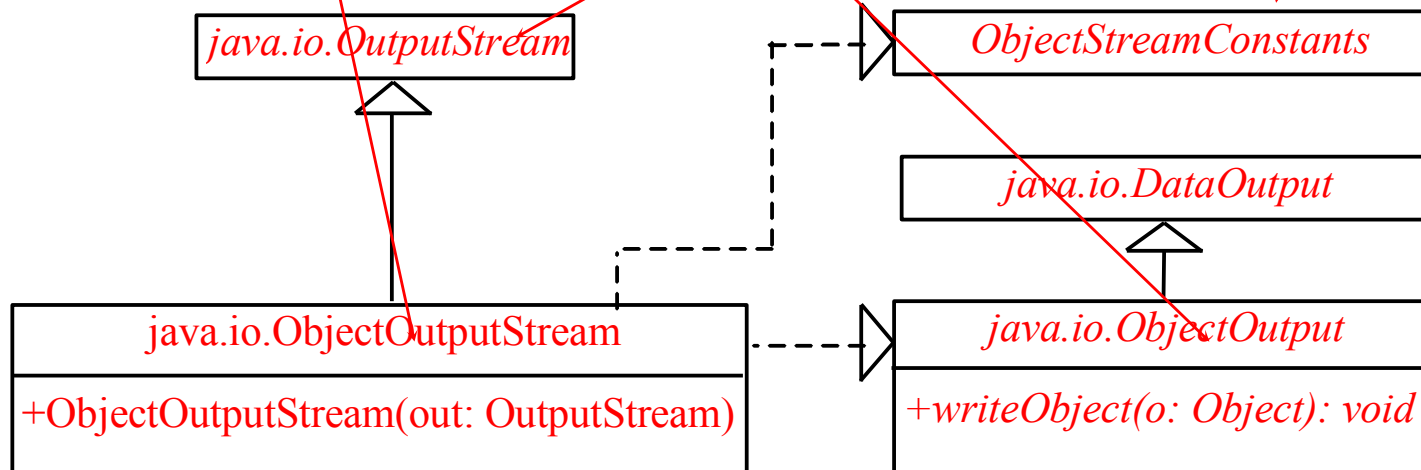 java.io.OutputStream
ObjectStreamConstants
java.io.DataOutput
java.io.ObjectOutputStream
java.io.ObjectOutput
+ObjectOutputStream(out: OutputStream)
+writeObject(o: Object): void